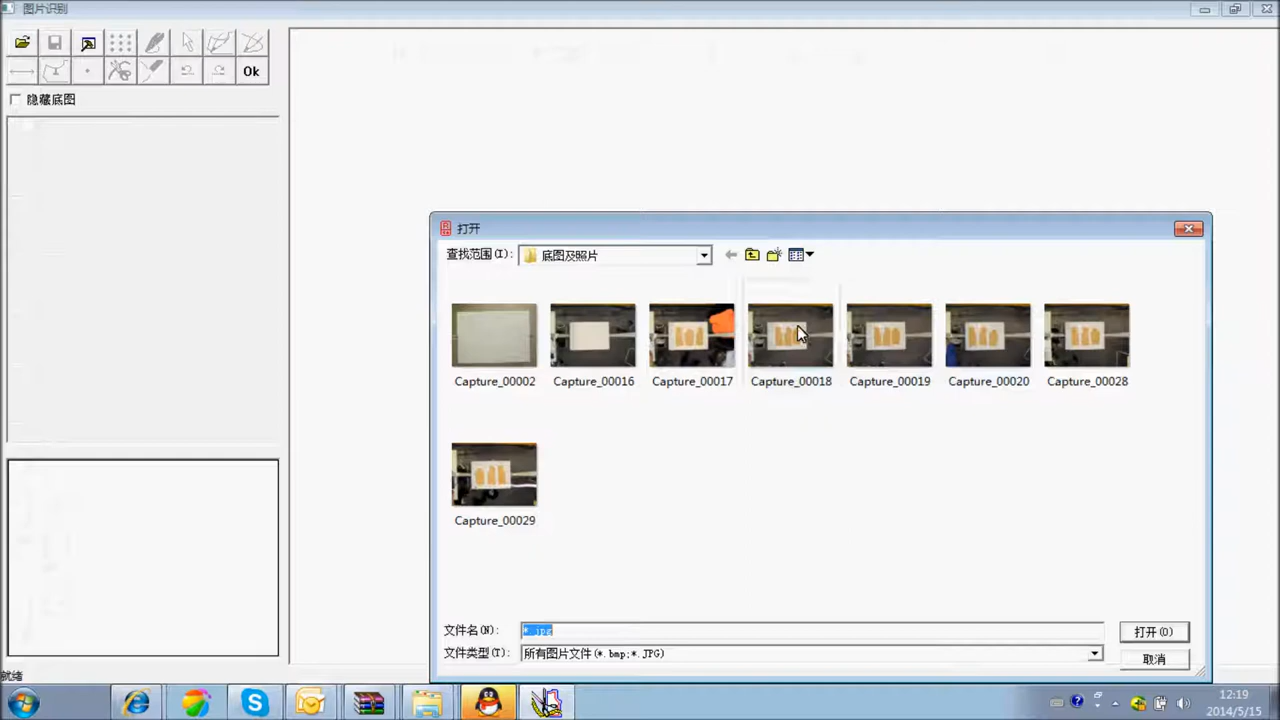 图片识别
Ok
隐藏底图
打开
查找范围(I):
底图及照片
Capture_00002
Capture_00016
Capture_00017
Capture_00018
Capture_00019
Capture_00020
Capture_00028
Capture_00029
文件名(N):
*.jpg
打开(O)
文件类型(T):
所有图片文件(*.bmp;*.JPG)
取消
就绪
12:19
2014/5/15